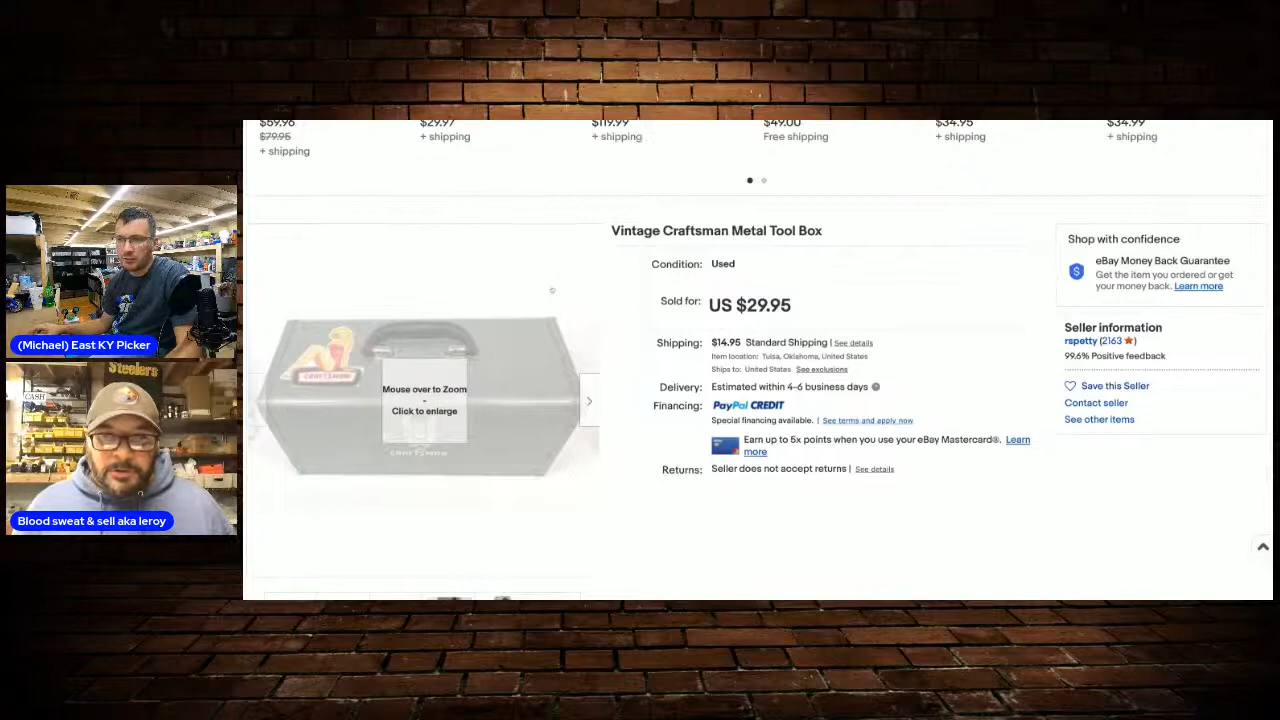 $59.96
$79.95
+ shipping
$29.97
+ shipping
$119.99
+ shipping
$49.00
Free shipping
$34.95
+ shipping
$34.99
+ shipping
Vintage Craftsman Metal Tool Box
Condition: Used
Sold for: US $29.95
Shipping: $14.95 Standard Shipping | See details
Item location: Tulsa, Oklahoma, United States
Ships to: United States See exclusions
Delivery: Estimated within 4-6 business days
Financing: PayPal CREDIT
Special financing available. | See terms and apply now
Earn up to 5x points when you use your eBay Mastercard®. Learn
more
Returns: Seller does not accept returns | See details
Mouse over to Zoom
-
Click to enlarge
CRAFTSMAN
CRAFTSMAN
Shop with confidence
eBay Money Back Guarantee
Get the item you ordered or get
your money back. Learn more
Seller information
rspetty (2163 ★)
99.6% Positive feedback
Save this Seller
Contact seller
See other items
(Michael) East KY Picker
Steelers
CASH
Blood sweat & sell aka leroy